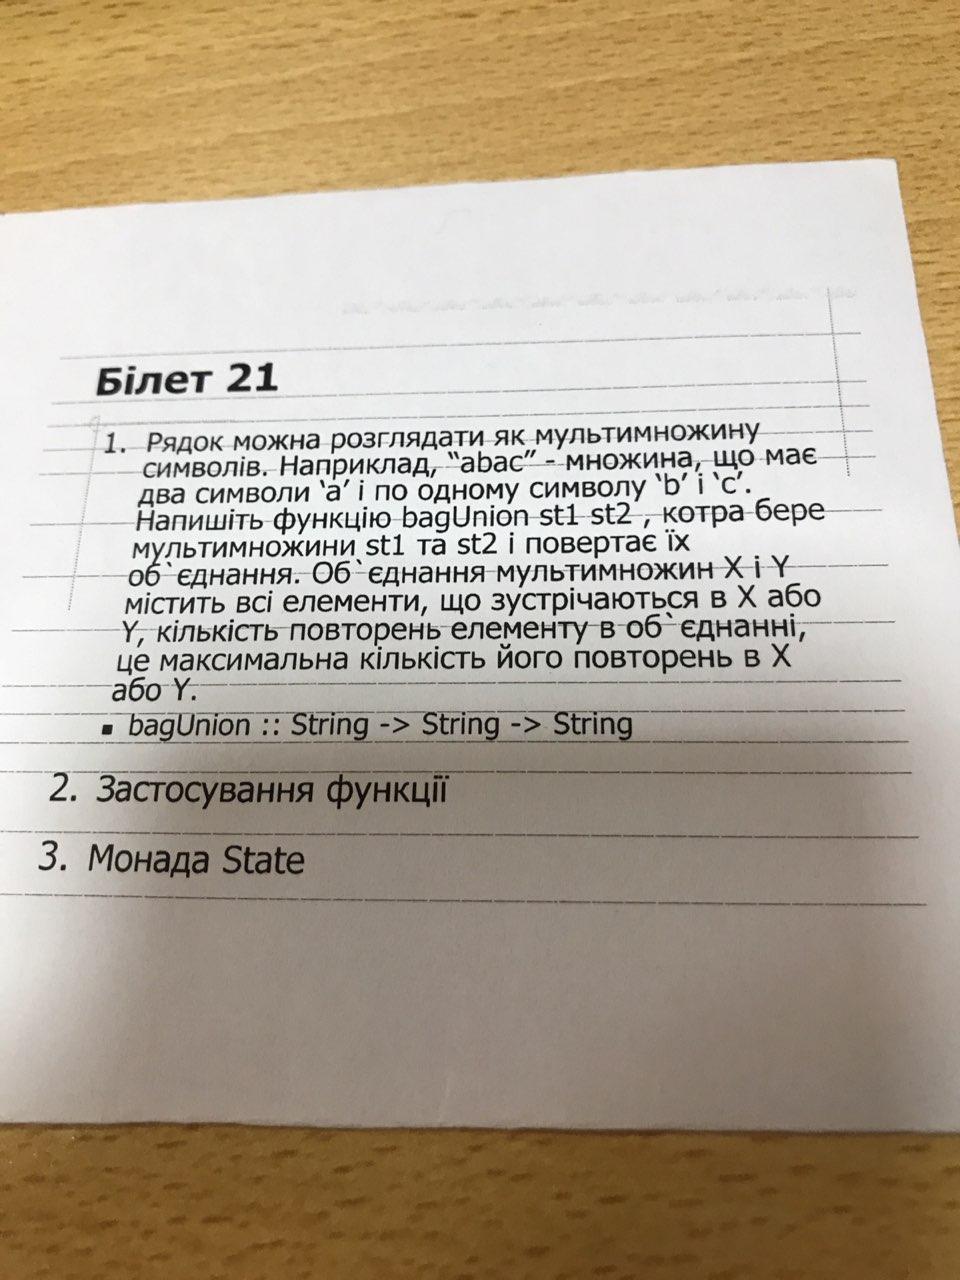 Білет 21
1. Рядок можна розглядати як мультимножину
символів. Наприклад, “abac” - множина, що має
два символи ‘a’ і по одному символу ‘b’ і ‘c’.
Напишіть функцію bagUnion st1 st2 , котра бере
мультимножини st1 та st2 і повертає їх
об`єднання. Об`єднання мультимножин X і Y
містить всі елементи, що зустрічаються в X або
Y, кількість повторень елементу в об`єднанні,
це максимальна кількість його повторень в X
або Y.
▪ bagUnion :: String -> String -> String
2. Застосування функції
3. Монада State